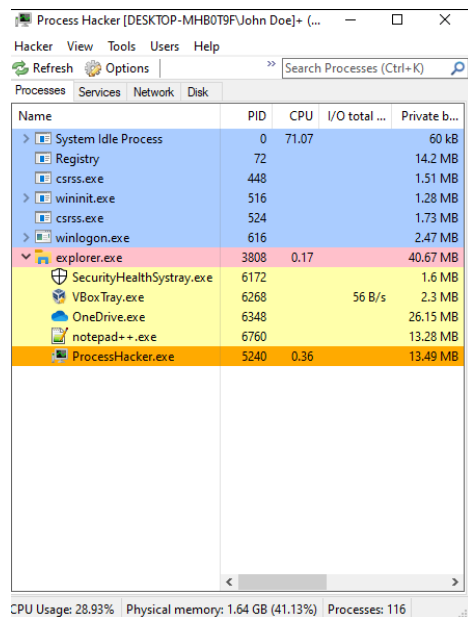 Process Hacker [DESKTOP-MHB0T9F\John Doe]+ (...
Hacker View Tools Users Help
Refresh Options » Search Processes (Ctrl+K)
Processes Services Network Disk
Name PID CPU I/O total ... Private b...
System Idle Process 0 71.07 60 kB
Registry 72 14.2 MB
csrss.exe 448 1.51 MB
wininit.exe 516 1.28 MB
csrss.exe 524 1.73 MB
winlogon.exe 616 2.47 MB
explorer.exe 3808 0.17 40.67 MB
SecurityHealthSystray.exe 6172 1.6 MB
VBoxTray.exe 6268 56 B/s 2.3 MB
OneDrive.exe 6348 26.15 MB
notepad++.exe 6760 13.28 MB
ProcessHacker.exe 5240 0.36 13.49 MB
CPU Usage: 28.93% Physical memory: 1.64 GB (41.13%) Processes: 116